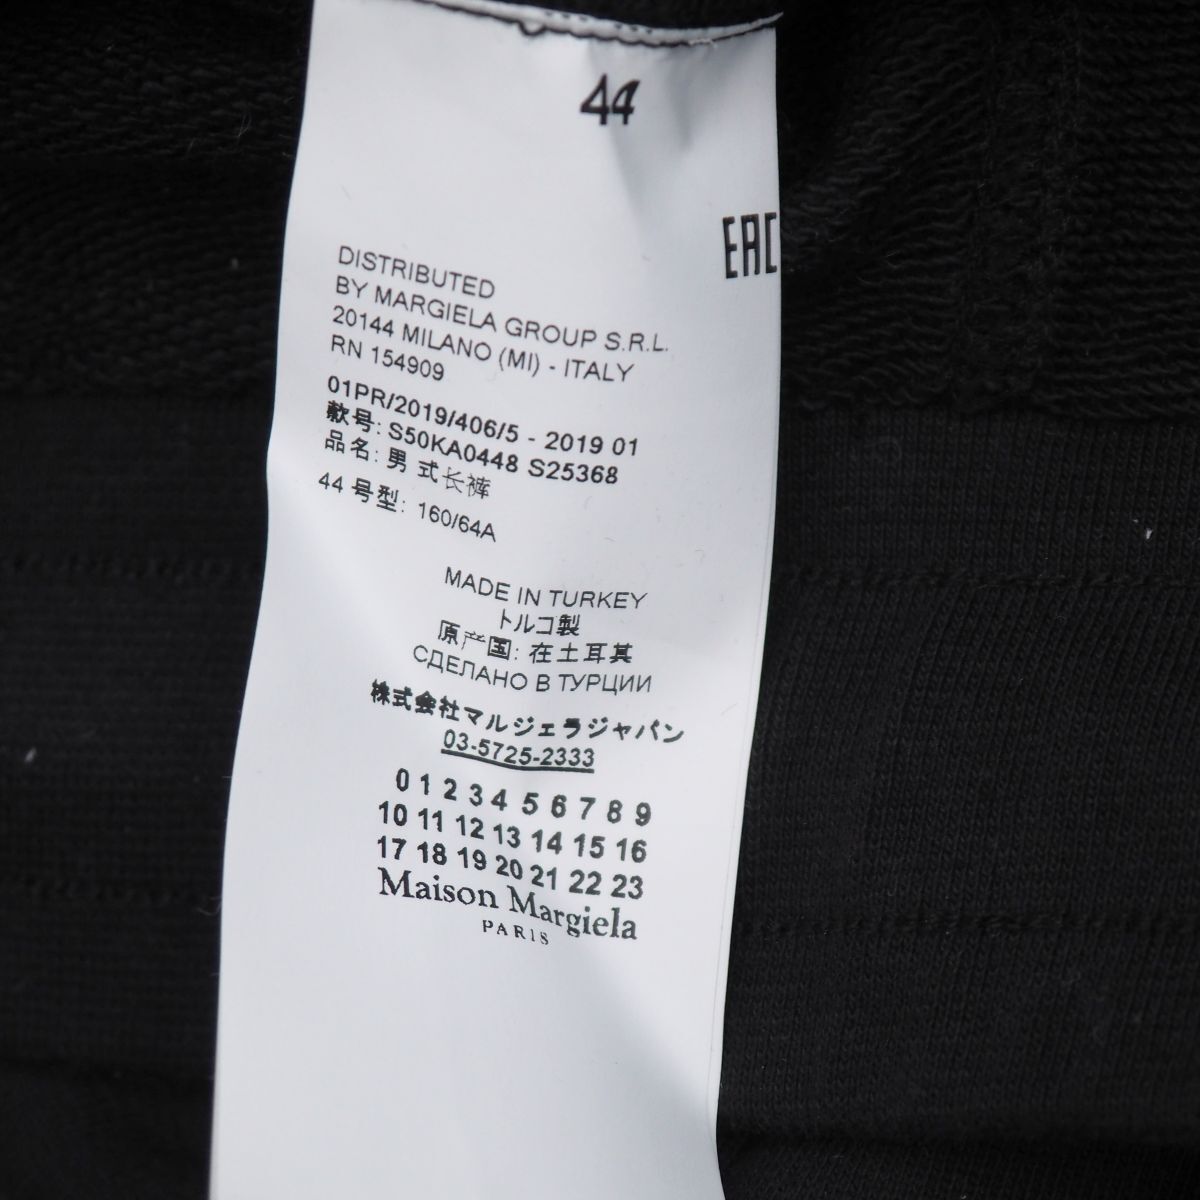 44
EAC
DISTRIBUTED
BY MARGIELA GROUP S.R.L.
20144 MILANO (MI) - ITALY
RN 154909
01PR/2019/406/5 - 2019 01
款号: S50KA0448 S25368
品名: 男 式长裤
44 号型: 160/64A
MADE IN TURKEY
トルコ製
原产国: 在土耳其
СДЕЛАНО В ТУРЦИИ
株式会社マルジェラジャパン
03-5725-2333
0 1 2 3 4 5 6 7 8 9
10 11 12 13 14 15 16
17 18 19 20 21 22 23
Maison Margiela
PARIS